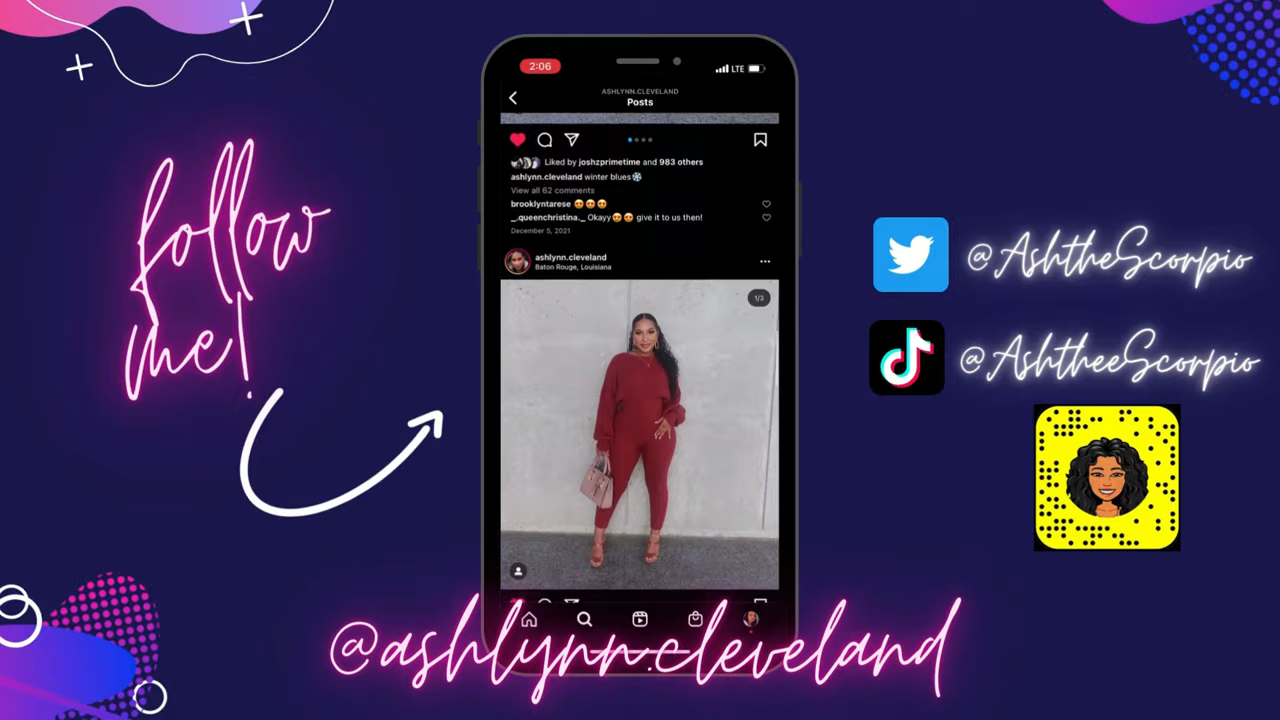 follow
me!
2:06
LTE
ASHLYNN.CLEVELAND
Posts
Liked by joshzprimetime and 983 others
ashlynn.cleveland winter blues❄️
View all 62 comments
brooklyntarese 😍😍😍
_.queenchristina._ Okayy😍😍 give it to us then!
December 5, 2021
ashlynn.cleveland
Baton Rouge, Louisiana
1/3
@AshtheScorpio
@AshtheeScorpio
@ashlynn.cleveland